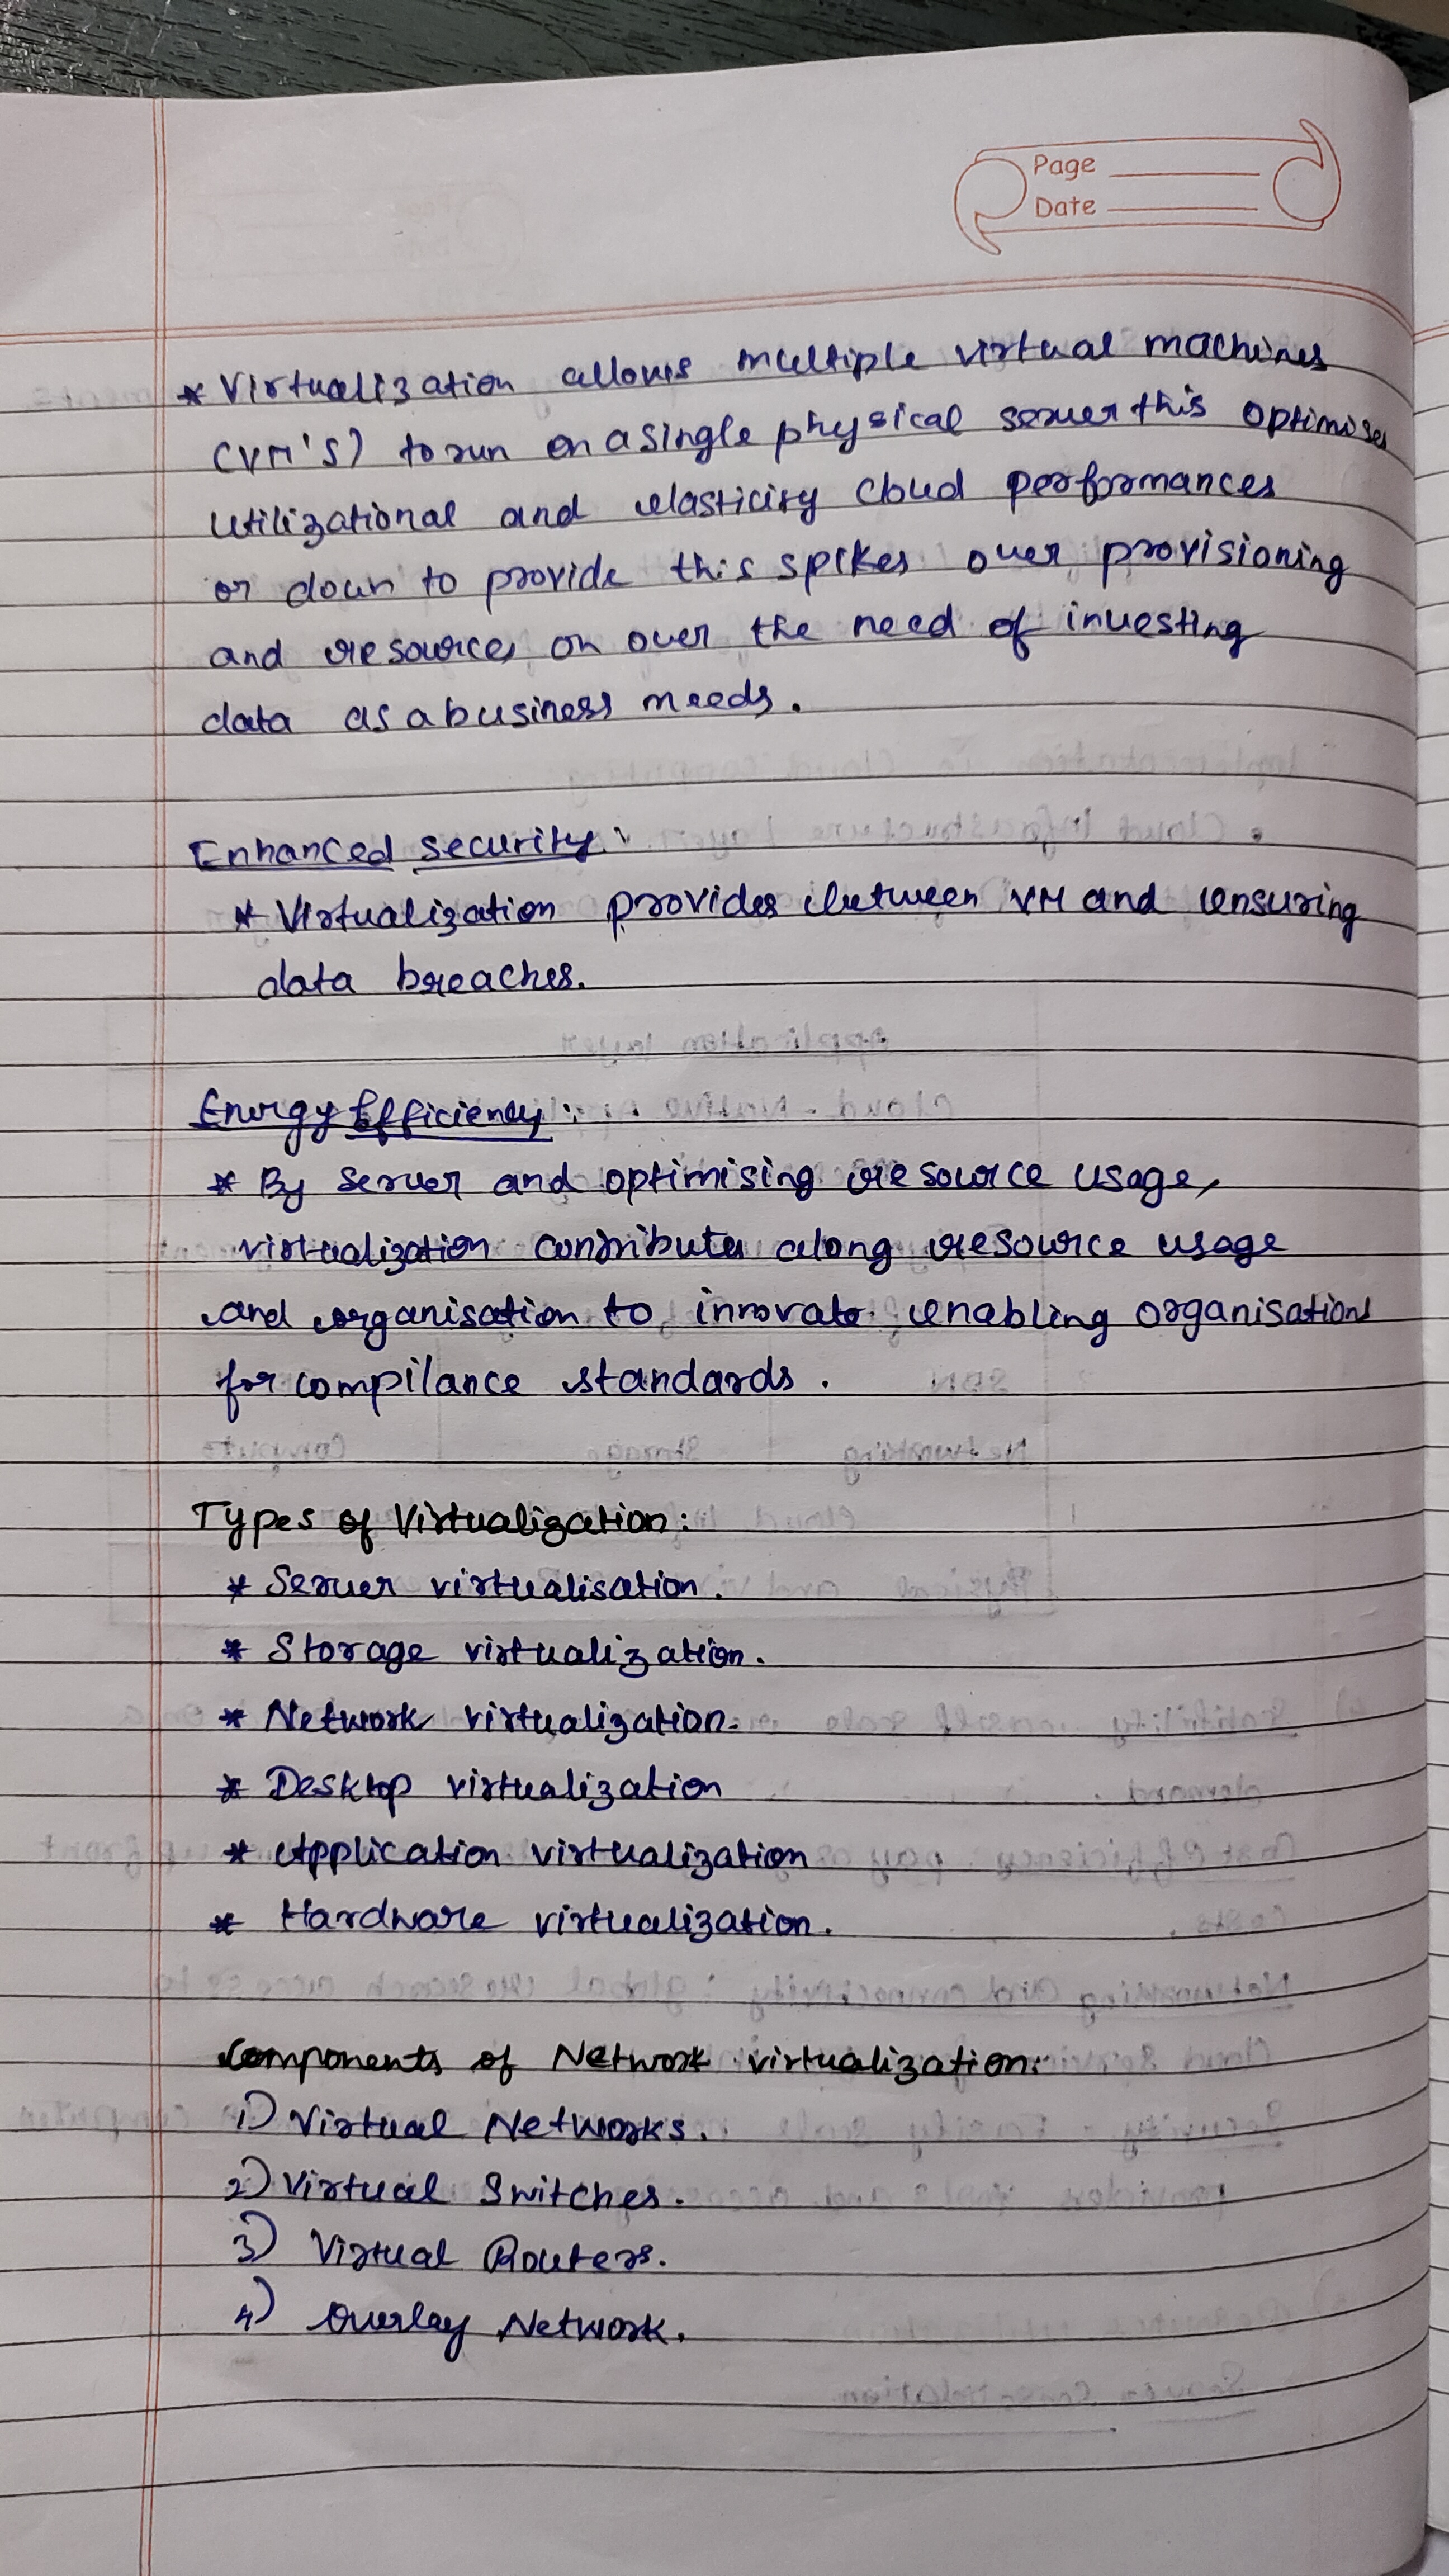 Page
Date
* Virtualization allows multiple virtual machines
(VM'S) to run on a single physical server this optimises
utilizational and elasticity cloud performances
or down to provide this spikes over provisioning
and resources on over the need of investing
data as a business needs.
Enhanced security:
* Virtualization provides between VM and ensuring
data breaches.
Energy Efficiency:
* By server and optimising resource usage,
virtualization contributes along resource usage
and organisation to innovate enabling organisations
for compilance standards.
Types of Virtualization:
* Server virtualisation.
* Storage virtualization.
* Network virtualization.
* Desktop virtualization
* Application virtualization
* Hardware virtualization.
Components of Network virtualization:
1) Virtual Networks.
2) Virtual Switches.
3) Virtual Routers.
4) Overlay Network.